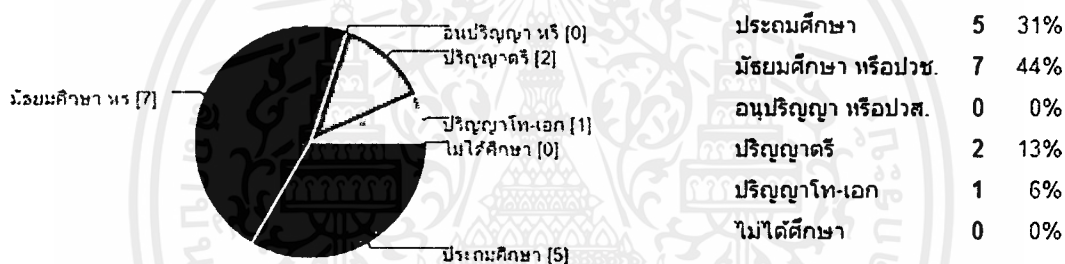 อนุปริญญา หรื [0]
ปริญญาตรี [2]
มัธยมศึกษา หร [7]
ปริญญาโท-เอก [1]
ไม่ได้ศึกษา [0]
ประถมศึกษา [5]
ประถมศึกษา 5 31%
มัธยมศึกษา หรือปวช. 7 44%
อนุปริญญา หรือปวส. 0 0%
ปริญญาตรี 2 13%
ปริญญาโท-เอก 1 6%
ไม่ได้ศึกษา 0 0%